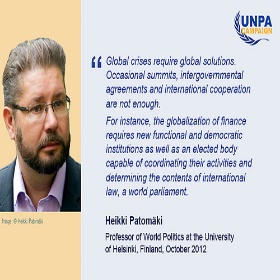 UNPA
CAMPAIGN
“ Global crises require global solutions.
Occasional summits, intergovernmental
agreements and international cooperation
are not enough.
For instance, the globalization of finance
requires new functional and democratic
institutions as well as an elected body
capable of coordinating their activities and
determining the contents of international
law, a world parliament.
Heikki Patomäki
Professor of World Politics at the University
of Helsinki, Finland, October 2012
Image: © Heikki Patomäki